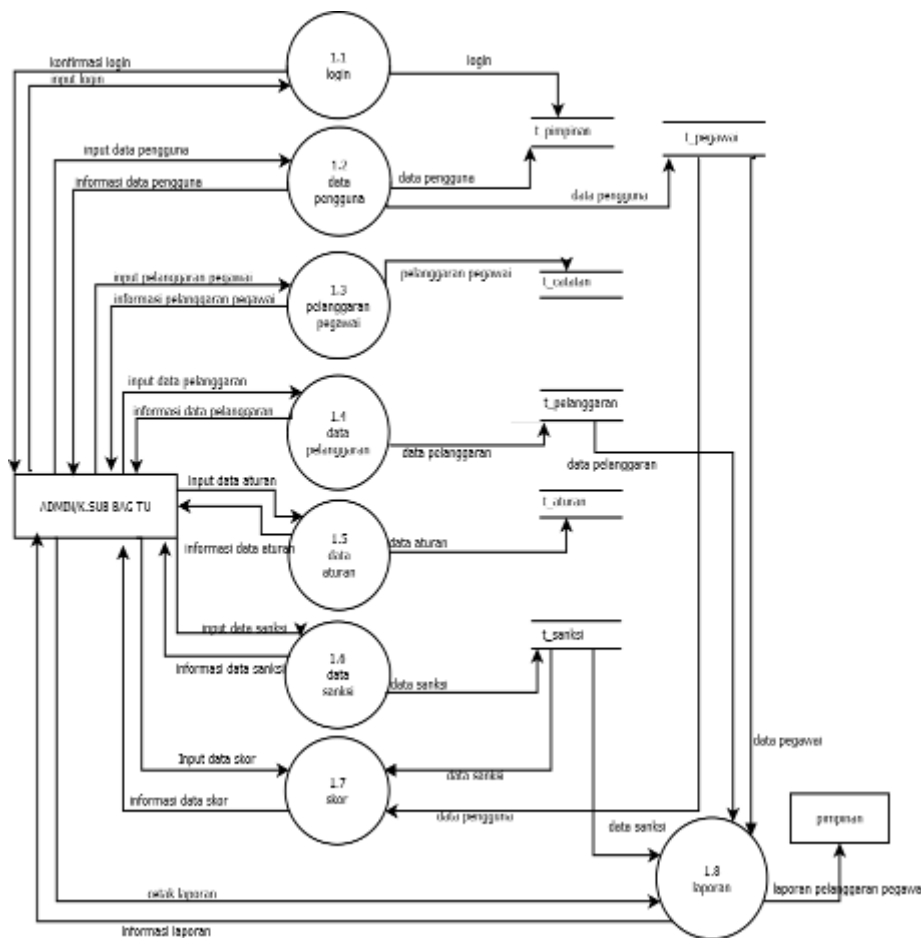 1.1
login
konfirmasi login
input login
login
t_pimpinan
t_pegawai
input data pengguna
informasi data pengguna
1.2
data
pengguna
data pengguna
data pengguna
input pelanggaran pegawai
informasi pelanggaran pegawai
1.3
pelanggaran
pegawai
pelanggaran pegawai
t_catatan
input data pelanggaran
informasi data pelanggaran
1.4
data
pelanggaran
data pelanggaran
t_pelanggaran
data pelanggaran
ADMIN/K.SUB BAG TU
input data aturan
informasi data aturan
1.5
data
aturan
data aturan
t_aturan
input data sanksi
informasi data sanksi
1.6
data
sanksi
data sanksi
t_sanksi
Input data skor
informasi data skor
1.7
skor
data sanksi
data pengguna
data sanksi
data pegawai
pimpinan
1.8
laporan
laporan pelanggaran pegawai
cetak laporan
Informasi laporan